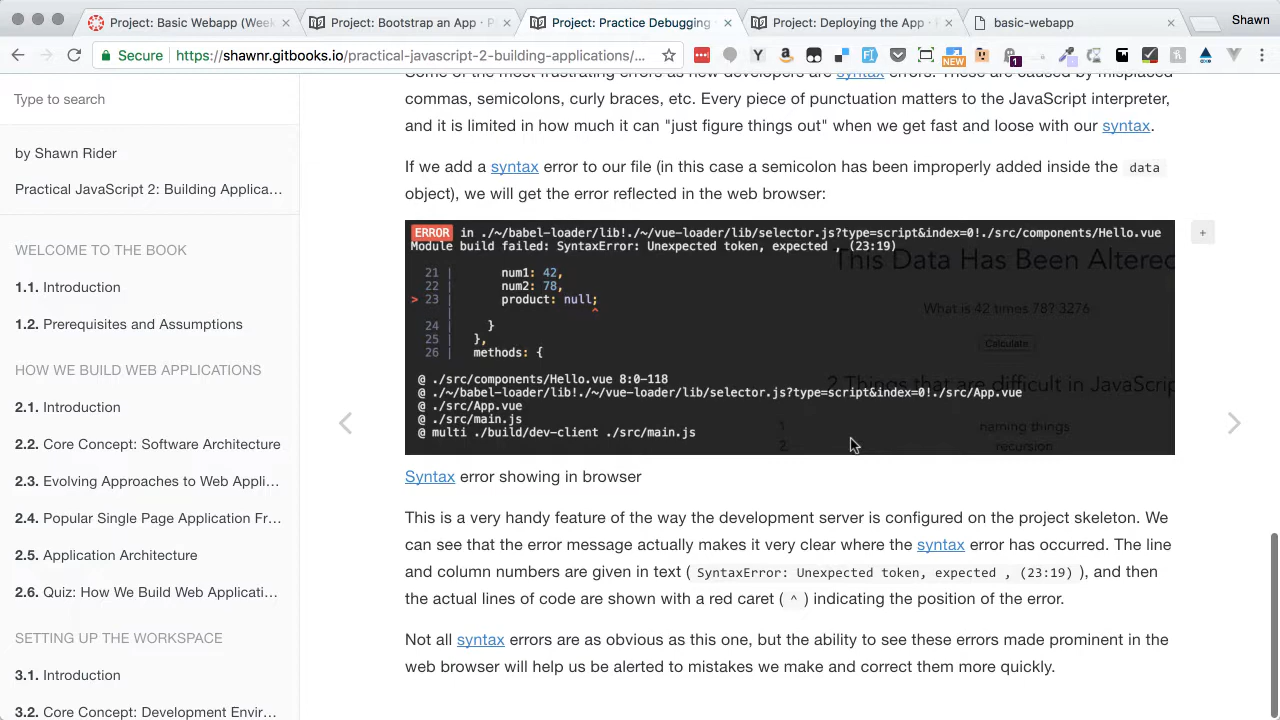 Project: Basic Webapp (Week
Project: Bootstrap an App · P
Project: Practice Debugging ·
Project: Deploying the App ·
basic-webapp
Shawn
Secure
https://shawnr.gitbooks.io/practical-javascript-2-building-applications/...
NEW
1
Type to search
by Shawn Rider
Practical JavaScript 2: Building Applica...
WELCOME TO THE BOOK
1.1. Introduction
1.2. Prerequisites and Assumptions
HOW WE BUILD WEB APPLICATIONS
2.1. Introduction
2.2. Core Concept: Software Architecture
2.3. Evolving Approaches to Web Appli...
2.4. Popular Single Page Application Fr...
2.5. Application Architecture
2.6. Quiz: How We Build Web Applicati...
SETTING UP THE WORKSPACE
3.1. Introduction
3.2. Core Concept: Development Envir...
Some of the most frustrating errors as new developers are syntax errors. These are caused by misplaced
commas, semicolons, curly braces, etc. Every piece of punctuation matters to the JavaScript interpreter,
and it is limited in how much it can "just figure things out" when we get fast and loose with our syntax.
If we add a syntax error to our file (in this case a semicolon has been improperly added inside the data
object), we will get the error reflected in the web browser:
ERROR in ./~/babel-loader/lib!./~/vue-loader/lib/selector.js?type=script&index=0!./src/components/Hello.vue
Module build failed: SyntaxError: Unexpected token, expected , (23:19)
21 | num1: 42,
22 | num2: 78,
> 23 | product: null;
| ^
24 | }
25 | },
26 | methods: {
@ ./src/components/Hello.vue 8:0-118
@ ./~/babel-loader/lib!./~/vue-loader/lib/selector.js?type=script&index=0!./src/App.vue
@ ./src/App.vue
@ ./src/main.js
@ multi ./build/dev-client ./src/main.js
This Data Has Been Altered
What is 42 times 78? 3276
Calculate
2 Things that are difficult in JavaScript
1. naming things
2. recursion
+
Syntax error showing in browser
This is a very handy feature of the way the development server is configured on the project skeleton. We
can see that the error message actually makes it very clear where the syntax error has occurred. The line
and column numbers are given in text ( SyntaxError: Unexpected token, expected , (23:19) ), and then
the actual lines of code are shown with a red caret ( ^ ) indicating the position of the error.
Not all syntax errors are as obvious as this one, but the ability to see these errors made prominent in the
web browser will help us be alerted to mistakes we make and correct them more quickly.